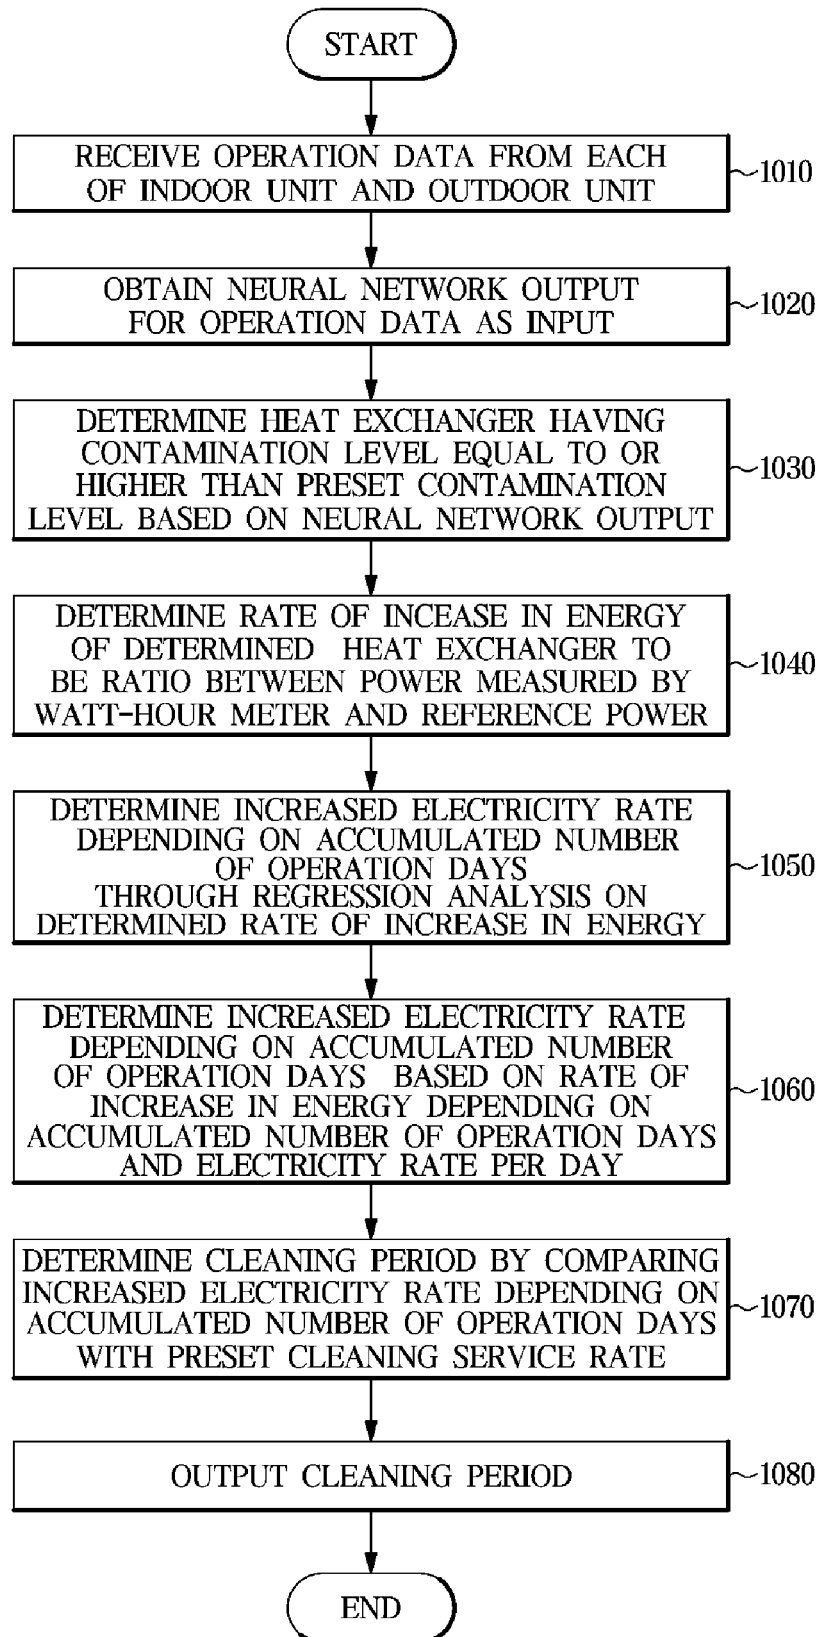 START
RECEIVE OPERATION DATA FROM EACH
OF INDOOR UNIT AND OUTDOOR UNIT
1010
OBTAIN NEURAL NETWORK OUTPUT
FOR OPERATION DATA AS INPUT
1020
DETERMINE HEAT EXCHANGER HAVING
CONTAMINATION LEVEL EQUAL TO OR
HIGHER THAN PRESET CONTAMINATION
LEVEL BASED ON NEURAL NETWORK OUTPUT
1030
DETERMINE RATE OF INCEASE IN ENERGY
OF DETERMINED HEAT EXCHANGER TO
BE RATIO BETWEEN POWER MEASURED BY
WATT-HOUR METER AND REFERENCE POWER
1040
DETERMINE INCREASED ELECTRICITY RATE
DEPENDING ON ACCUMULATED NUMBER
OF OPERATION DAYS
THROUGH REGRESSION ANALYSIS ON
DETERMINED RATE OF INCREASE IN ENERGY
1050
DETERMINE INCREASED ELECTRICITY RATE
DEPENDING ON ACCUMULATED NUMBER
OF OPERATION DAYS BASED ON RATE OF
INCREASE IN ENERGY DEPENDING ON
ACCUMULATED NUMBER OF OPERATION DAYS
AND ELECTRICITY RATE PER DAY
1060
DETERMINE CLEANING PERIOD BY COMPARING
INCREASED ELECTRICITY RATE DEPENDING ON
ACCUMULATED NUMBER OF OPERATION DAYS
WITH PRESET CLEANING SERVICE RATE
1070
OUTPUT CLEANING PERIOD
1080
END